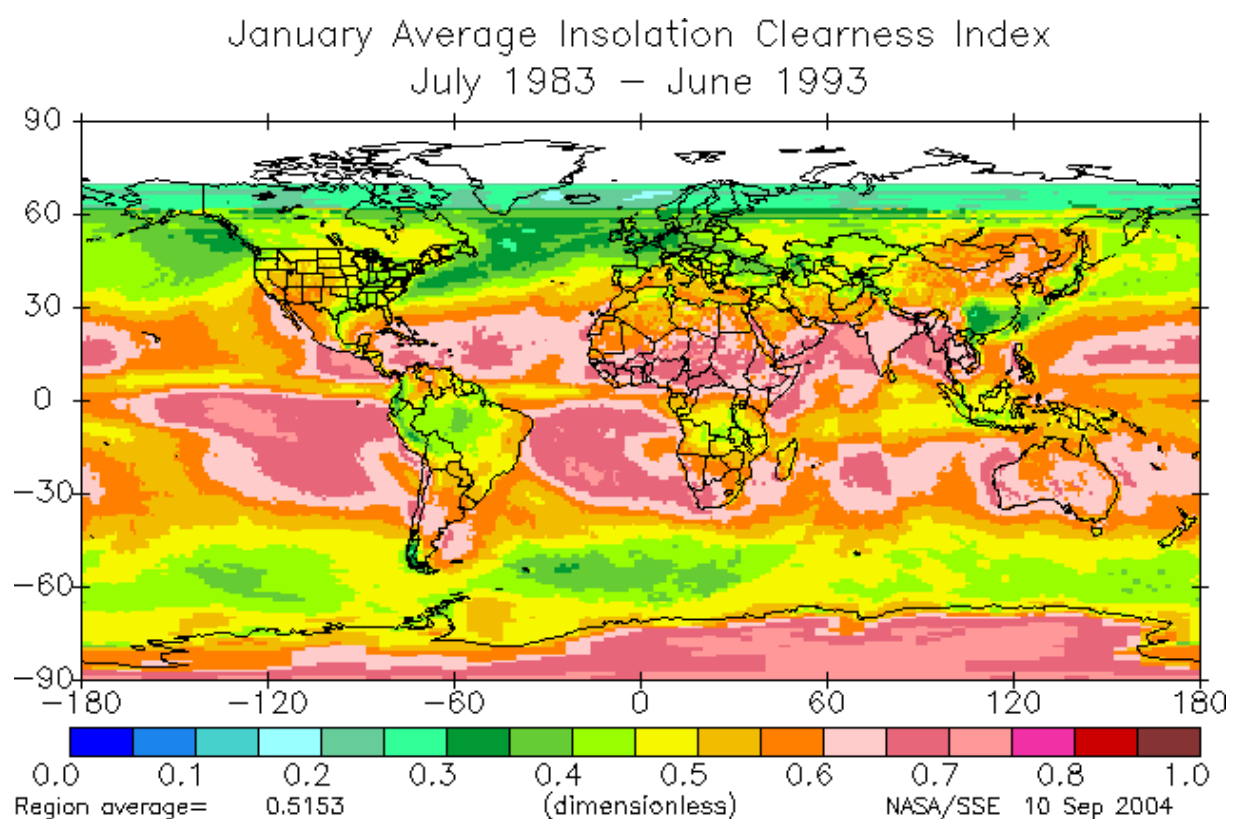 January Average Insolation Clearness Index
July 1983 – June 1993
90
60
30
0
−30
−60
−90
−180 −120 −60 0 60 120 180
0.0 0.1 0.2 0.3 0.4 0.5 0.6 0.7 0.8 1.0
Region average= 0.5153 (dimensionless) NASA/SSE 10 Sep 2004